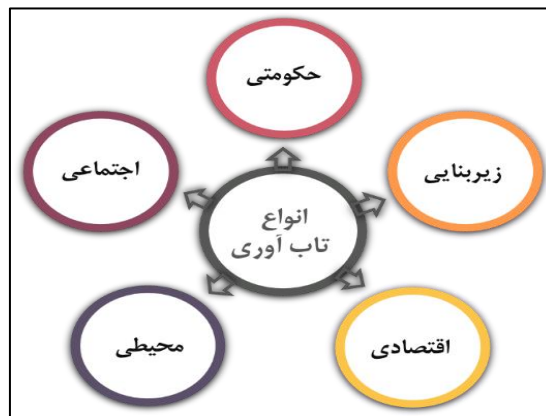 حکومتی
زیربنایی
اجتماعی
انواع
تاب آوری
اقتصادی
محیطی